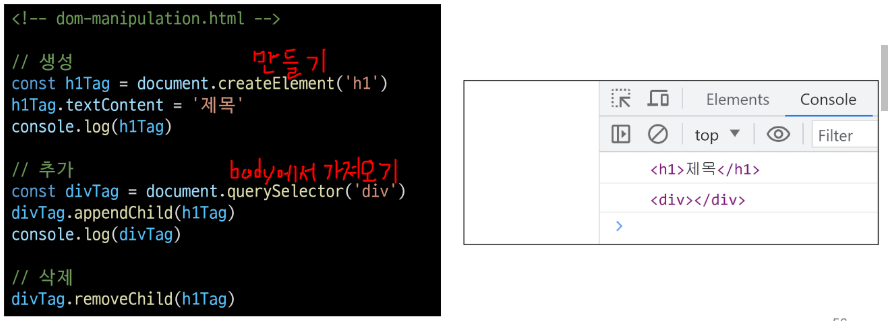 <!-- dom-manipulation.html -->
// 생성
만들기
const h1Tag = document.createElement('h1')
h1Tag.textContent = '제목'
console.log(h1Tag)
// 추가
body에서 가져오기
const divTag = document.querySelector('div')
divTag.appendChild(h1Tag)
console.log(divTag)
// 삭제
divTag.removeChild(h1Tag)
Elements Console
top Filter
<h1>제목</h1>
<div></div>
>